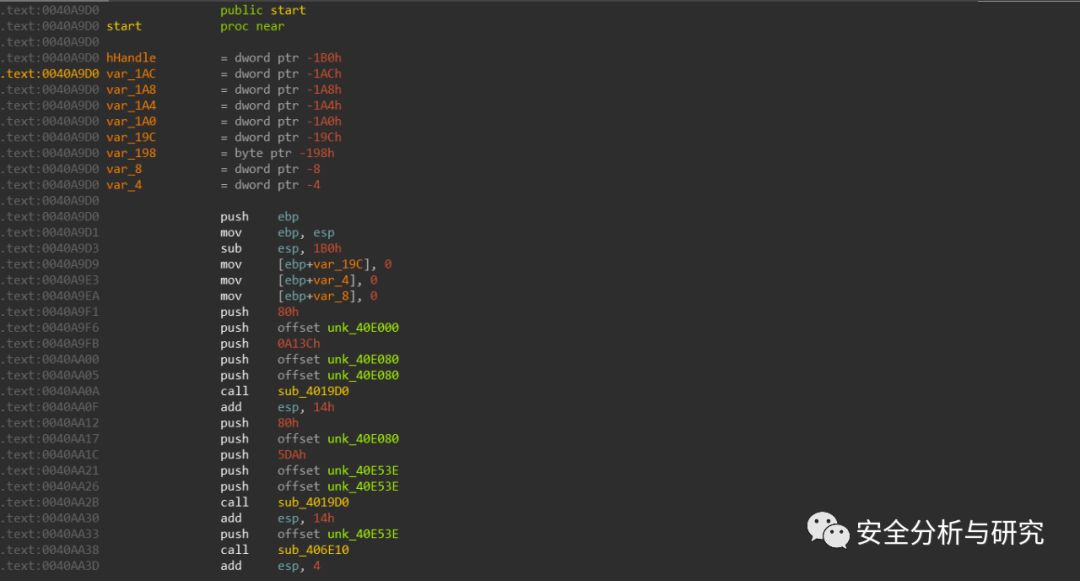 .text:0040A9D0 public start
.text:0040A9D0 start proc near
.text:0040A9D0
.text:0040A9D0 hHandle = dword ptr -1B0h
.text:0040A9D0 var_1AC = dword ptr -1ACh
.text:0040A9D0 var_1A8 = dword ptr -1A8h
.text:0040A9D0 var_1A4 = dword ptr -1A4h
.text:0040A9D0 var_1A0 = dword ptr -1A0h
.text:0040A9D0 var_19C = dword ptr -19Ch
.text:0040A9D0 var_198 = byte ptr -198h
.text:0040A9D0 var_8 = dword ptr -8
.text:0040A9D0 var_4 = dword ptr -4
.text:0040A9D0
.text:0040A9D0 push ebp
.text:0040A9D1 mov ebp, esp
.text:0040A9D3 sub esp, 1B0h
.text:0040A9D9 mov [ebp+var_19C], 0
.text:0040A9E3 mov [ebp+var_4], 0
.text:0040A9EA mov [ebp+var_8], 0
.text:0040A9F1 push 80h
.text:0040A9F6 push offset unk_40E000
.text:0040A9FB push 0A13Ch
.text:0040AA00 push offset unk_40E080
.text:0040AA05 push offset unk_40E080
.text:0040AA0A call sub_4019D0
.text:0040AA0F add esp, 14h
.text:0040AA12 push 80h
.text:0040AA17 push offset unk_40E080
.text:0040AA1C push 5DAh
.text:0040AA21 push offset unk_40E53E
.text:0040AA26 push offset unk_40E53E
.text:0040AA2B call sub_4019D0
.text:0040AA30 add esp, 14h
.text:0040AA33 push offset unk_40E53E
.text:0040AA38 call sub_406E10
.text:0040AA3D add esp, 4
安全分析与研究